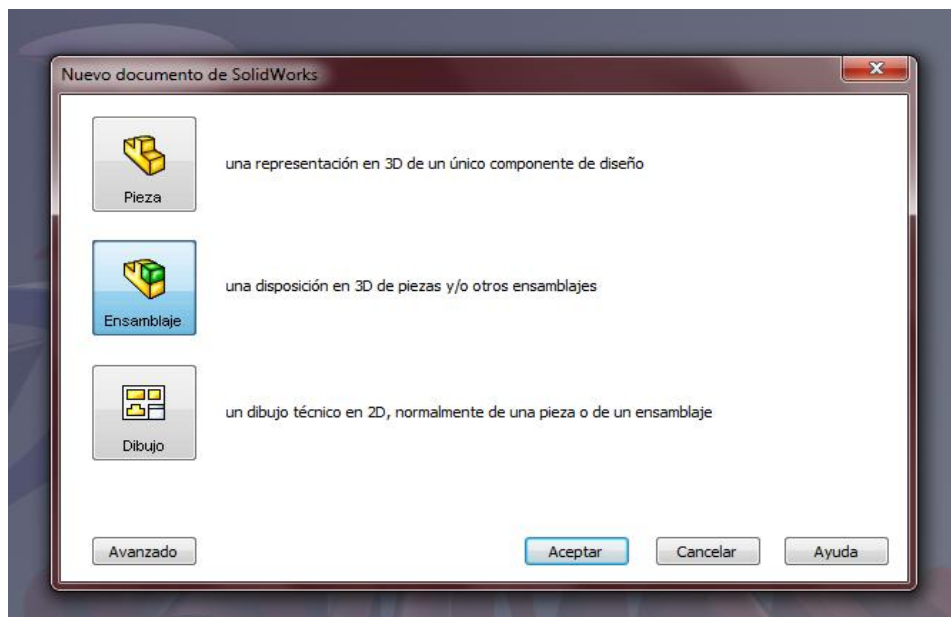 Nuevo documento de SolidWorks
Pieza
una representación en 3D de un único componente de diseño
Ensamblaje
una disposición en 3D de piezas y/o otros ensamblajes
Dibujo
un dibujo técnico en 2D, normalmente de una pieza o de un ensamblaje
Avanzado Aceptar Cancelar Ayuda